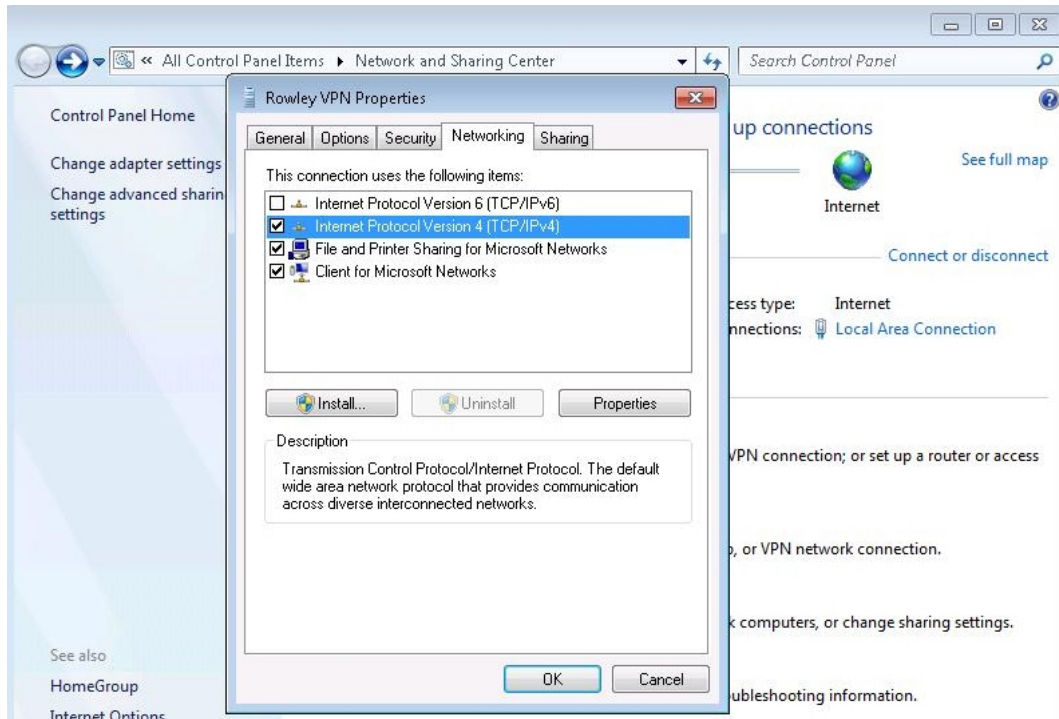 « All Control Panel Items ▸ Network and Sharing Center
Search Control Panel
Control Panel Home
Change adapter settings
Change advanced sharin
settings
See also
HomeGroup
Internet Options
Rowley VPN Properties
General Options Security Networking Sharing
This connection uses the following items:
Internet Protocol Version 6 (TCP/IPv6)
Internet Protocol Version 4 (TCP/IPv4)
File and Printer Sharing for Microsoft Networks
Client for Microsoft Networks
Install... Uninstall Properties
Description
Transmission Control Protocol/Internet Protocol. The default
wide area network protocol that provides communication
across diverse interconnected networks.
OK Cancel
up connections
See full map
Internet
Connect or disconnect
cess type: Internet
nnections: Local Area Connection
VPN connection; or set up a router or access
, or VPN network connection.
computers, or change sharing settings.
ubleshooting information.